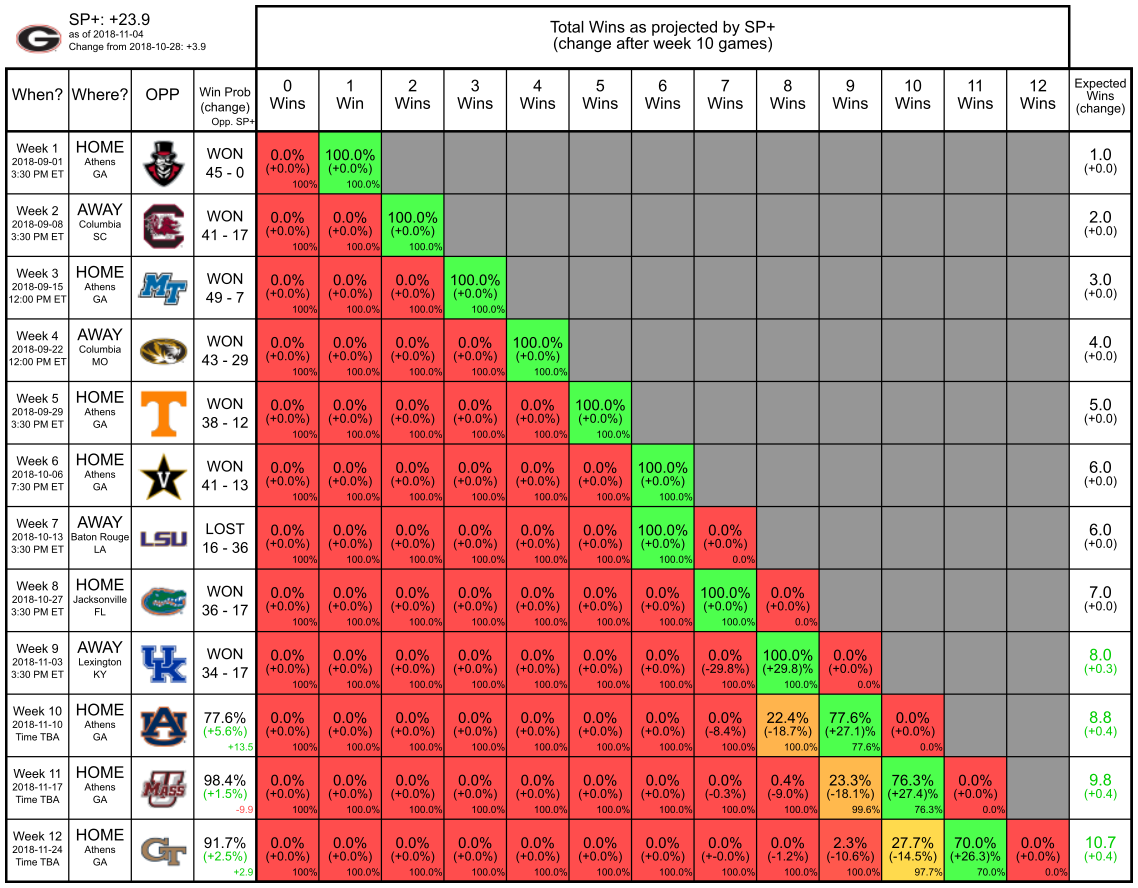 G SP+: +23.9
as of 2018-11-04
Change from 2018-10-28: +3.9
Total Wins as projected by SP+
(change after week 10 games)
When? Where? OPP Win Prob 0 1 2 3 4 5 6 7 8 9 10 11 12 Expected
(change) Wins Win Wins Wins Wins Wins Wins Wins Wins Wins Wins Wins Wins Wins
Opp. SP+ (change)
Week 1 HOME WON 0.0% 100.0% 1.0
2018-09-01 Athens 45 - 0 (+0.0%) (+0.0%) (+0.0)
3:30 PM ET GA 100% 100.0%
Week 2 AWAY C WON 0.0% 0.0% 100.0% 2.0
2018-09-08 Columbia 41 - 17 (+0.0%) (+0.0%) (+0.0%) (+0.0)
3:30 PM ET SC 100% 100.0% 100.0%
Week 3 HOME MT WON 0.0% 0.0% 0.0% 100.0% 3.0
2018-09-15 Athens 49 - 7 (+0.0%) (+0.0%) (+0.0%) (+0.0%) (+0.0)
12:00 PM ET GA 100% 100.0% 100.0% 100.0%
Week 4 AWAY WON 0.0% 0.0% 0.0% 0.0% 100.0% 4.0
2018-09-22 Columbia 43 - 29 (+0.0%) (+0.0%) (+0.0%) (+0.0%) (+0.0%) (+0.0)
12:00 PM ET MO 100% 100.0% 100.0% 100.0% 100.0%
Week 5 HOME T WON 0.0% 0.0% 0.0% 0.0% 0.0% 100.0% 5.0
2018-09-29 Athens 38 - 12 (+0.0%) (+0.0%) (+0.0%) (+0.0%) (+0.0%) (+0.0%) (+0.0)
3:30 PM ET GA 100% 100.0% 100.0% 100.0% 100.0% 100.0%
Week 6 HOME V WON 0.0% 0.0% 0.0% 0.0% 0.0% 0.0% 100.0% 6.0
2018-10-06 Athens 41 - 13 (+0.0%) (+0.0%) (+0.0%) (+0.0%) (+0.0%) (+0.0%) (+0.0%) (+0.0)
7:30 PM ET GA 100% 100.0% 100.0% 100.0% 100.0% 100.0% 100.0%
Week 7 AWAY LSU LOST 0.0% 0.0% 0.0% 0.0% 0.0% 0.0% 100.0% 0.0% 6.0
2018-10-13 Baton Rouge 16 - 36 (+0.0%) (+0.0%) (+0.0%) (+0.0%) (+0.0%) (+0.0%) (+0.0%) (+0.0%) (+0.0)
3:30 PM ET LA 100% 100.0% 100.0% 100.0% 100.0% 100.0% 100.0% 0.0%
Week 8 HOME WON 0.0% 0.0% 0.0% 0.0% 0.0% 0.0% 0.0% 100.0% 0.0% 7.0
2018-10-27 Jacksonville 36 - 17 (+0.0%) (+0.0%) (+0.0%) (+0.0%) (+0.0%) (+0.0%) (+0.0%) (+0.0%) (+0.0%) (+0.0)
3:30 PM ET FL 100% 100.0% 100.0% 100.0% 100.0% 100.0% 100.0% 100.0% 0.0%
Week 9 AWAY UK WON 0.0% 0.0% 0.0% 0.0% 0.0% 0.0% 0.0% 0.0% 100.0% 0.0% 8.0
2018-11-03 Lexington 34 - 17 (+0.0%) (+0.0%) (+0.0%) (+0.0%) (+0.0%) (+0.0%) (+0.0%) (-29.8%) (+29.8)% (+0.0%) (+0.3)
3:30 PM ET KY 100% 100.0% 100.0% 100.0% 100.0% 100.0% 100.0% 100.0% 100.0% 0.0%
Week 10 HOME AU 77.6% 0.0% 0.0% 0.0% 0.0% 0.0% 0.0% 0.0% 0.0% 22.4% 77.6% 0.0% 8.8
2018-11-10 Athens (+5.6%) (+0.0%) (+0.0%) (+0.0%) (+0.0%) (+0.0%) (+0.0%) (+0.0%) (-8.4%) (-18.7%) (+27.1)% (+0.0%) (+0.4)
Time TBA GA +13.5 100% 100.0% 100.0% 100.0% 100.0% 100.0% 100.0% 100.0% 100.0% 77.6% 0.0%
Week 11 HOME U MASS 98.4% 0.0% 0.0% 0.0% 0.0% 0.0% 0.0% 0.0% 0.0% 0.4% 23.3% 76.3% 0.0% 9.8
2018-11-17 Athens (+1.5%) (+0.0%) (+0.0%) (+0.0%) (+0.0%) (+0.0%) (+0.0%) (+0.0%) (-0.3%) (-9.0%) (-18.1%) (+27.4)% (+0.0%) (+0.4)
Time TBA GA -9.9 100% 100.0% 100.0% 100.0% 100.0% 100.0% 100.0% 100.0% 100.0% 99.6% 76.3% 0.0%
Week 12 HOME GT 91.7% 0.0% 0.0% 0.0% 0.0% 0.0% 0.0% 0.0% 0.0% 0.0% 2.3% 27.7% 70.0% 0.0% 10.7
2018-11-24 Athens (+2.5%) (+0.0%) (+0.0%) (+0.0%) (+0.0%) (+0.0%) (+0.0%) (+0.0%) (+-0.0%) (-1.2%) (-10.6%) (-14.5%) (+26.3)% (+0.0%) (+0.4)
Time TBA GA +2.9 100% 100.0% 100.0% 100.0% 100.0% 100.0% 100.0% 100.0% 100.0% 100.0% 97.7% 70.0% 0.0%